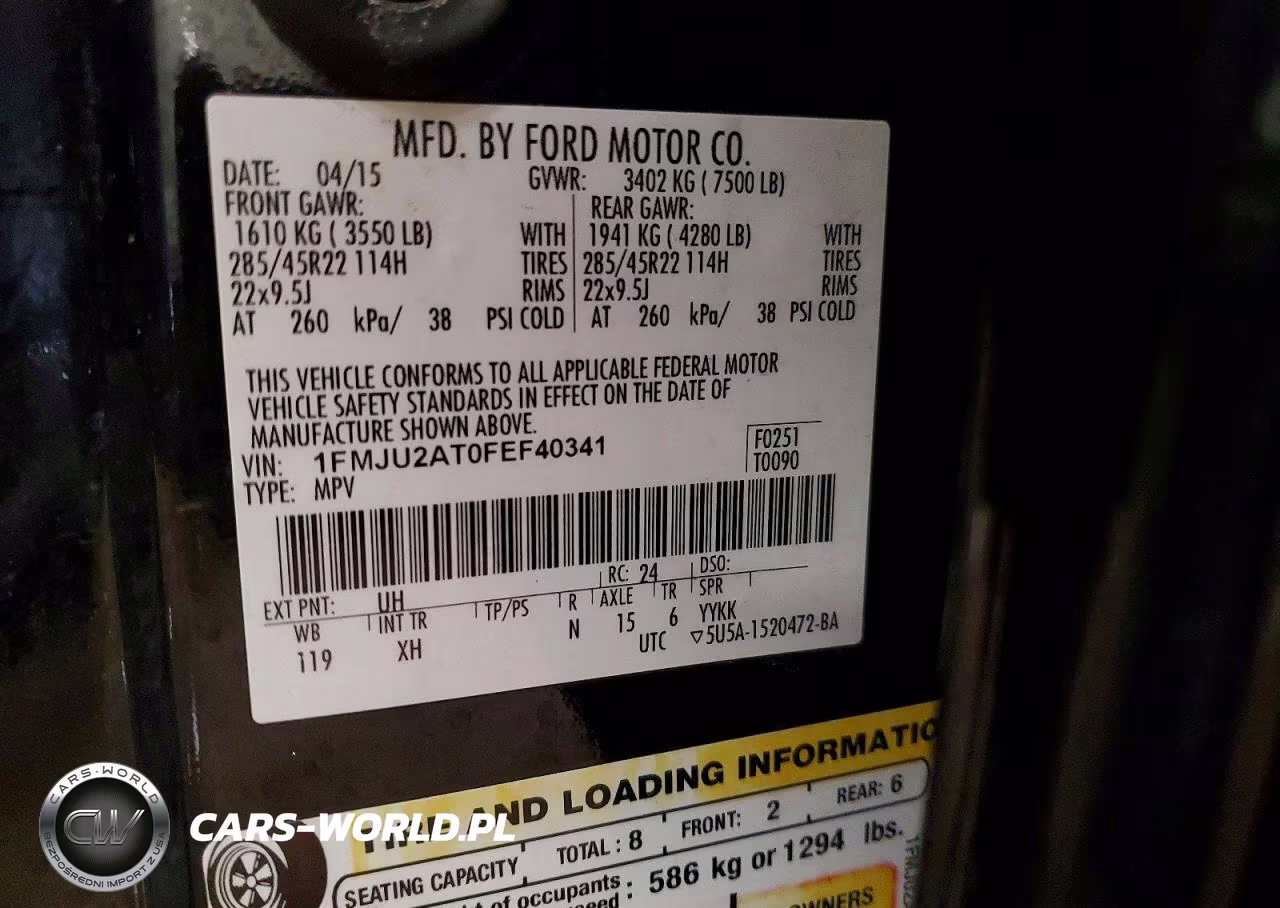 MFD. BY FORD MOTOR CO.
DATE: 04/15 GVWR: 3402 KG ( 7500 LB)
FRONT GAWR: REAR GAWR:
1610 KG ( 3550 LB) WITH 1941 KG ( 4280 LB) WITH
285/45R22 114H TIRES 285/45R22 114H TIRES
22x9.5J RIMS 22x9.5J RIMS
AT 260 kPa/ 38 PSI COLD AT 260 kPa/ 38 PSI COLD
THIS VEHICLE CONFORMS TO ALL APPLICABLE FEDERAL MOTOR
VEHICLE SAFETY STANDARDS IN EFFECT ON THE DATE OF
MANUFACTURE SHOWN ABOVE.
VIN: 1FMJU2AT0FEF40341 F0251
TYPE: MPV T0090
EXT PNT: UH RC: 24 DSO:
WB INT TR TP/PS R AXLE TR SPR
119 XH N 15 6 YYKK
UTC ▽5U5A-1520472-BA
AND LOADING INFORMATIO
SEATING CAPACITY TOTAL : 8 FRONT: 2 REAR: 6
of occupants : 586 kg or 1294 lbs.
OWNERS
CARS-WORLD
CW
BEZPOŚREDNI IMPORT Z USA
CARS-WORLD.PL